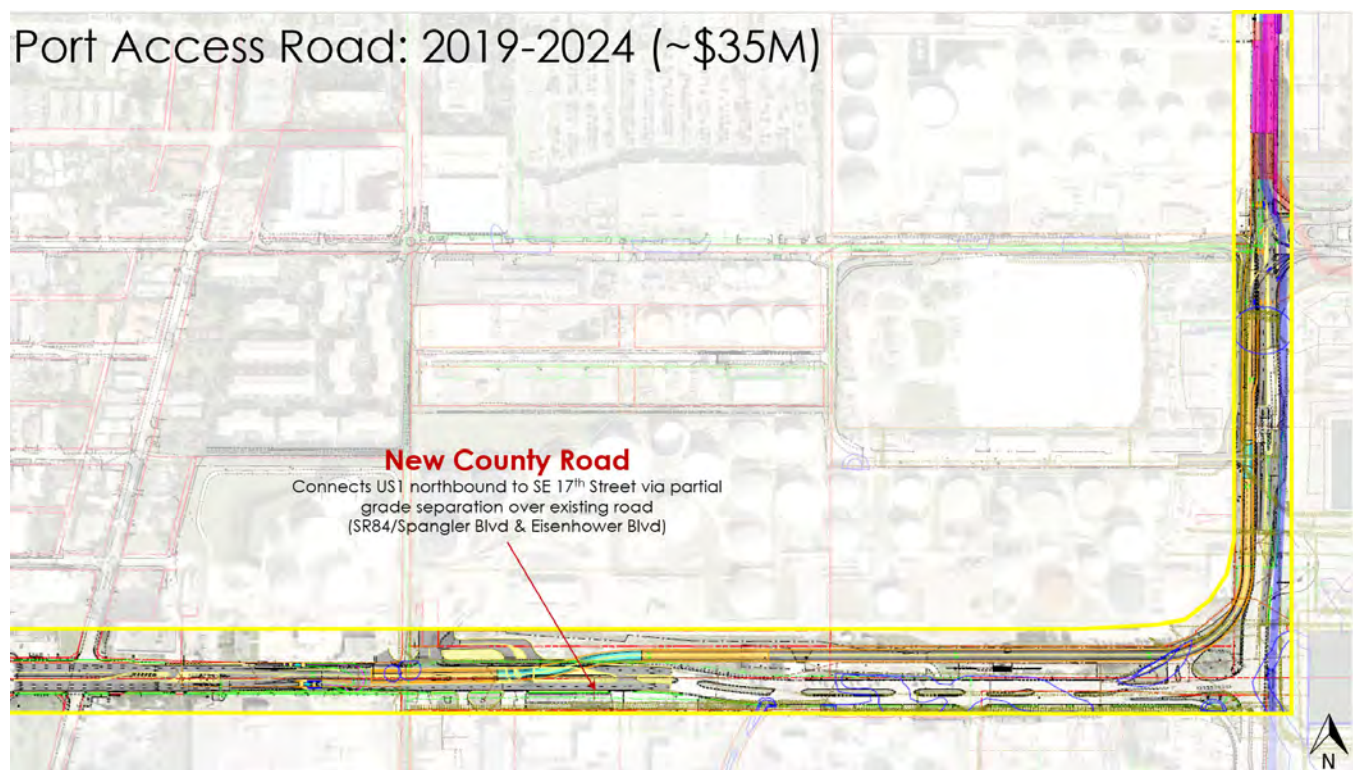 Port Access Road: 2019-2024 (~$35M)
New County Road
Connects US1 northbound to SE 17th Street via partial
grade separation over existing road
(SR84/Spangler Blvd & Eisenhower Blvd)
N